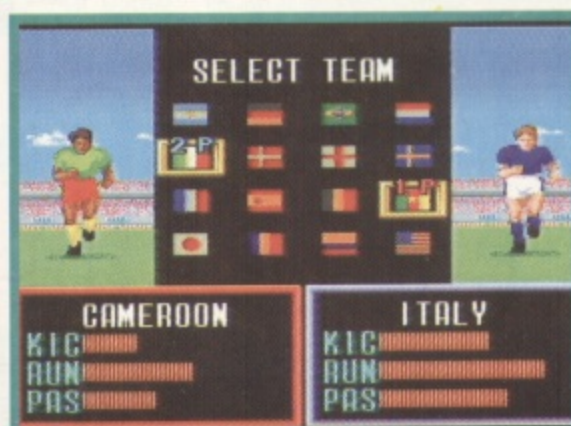 SELECT TEAM
2-P
1-P
CAMEROON
KIC
RUN
PAS
ITALY
KIC
RUN
PAS